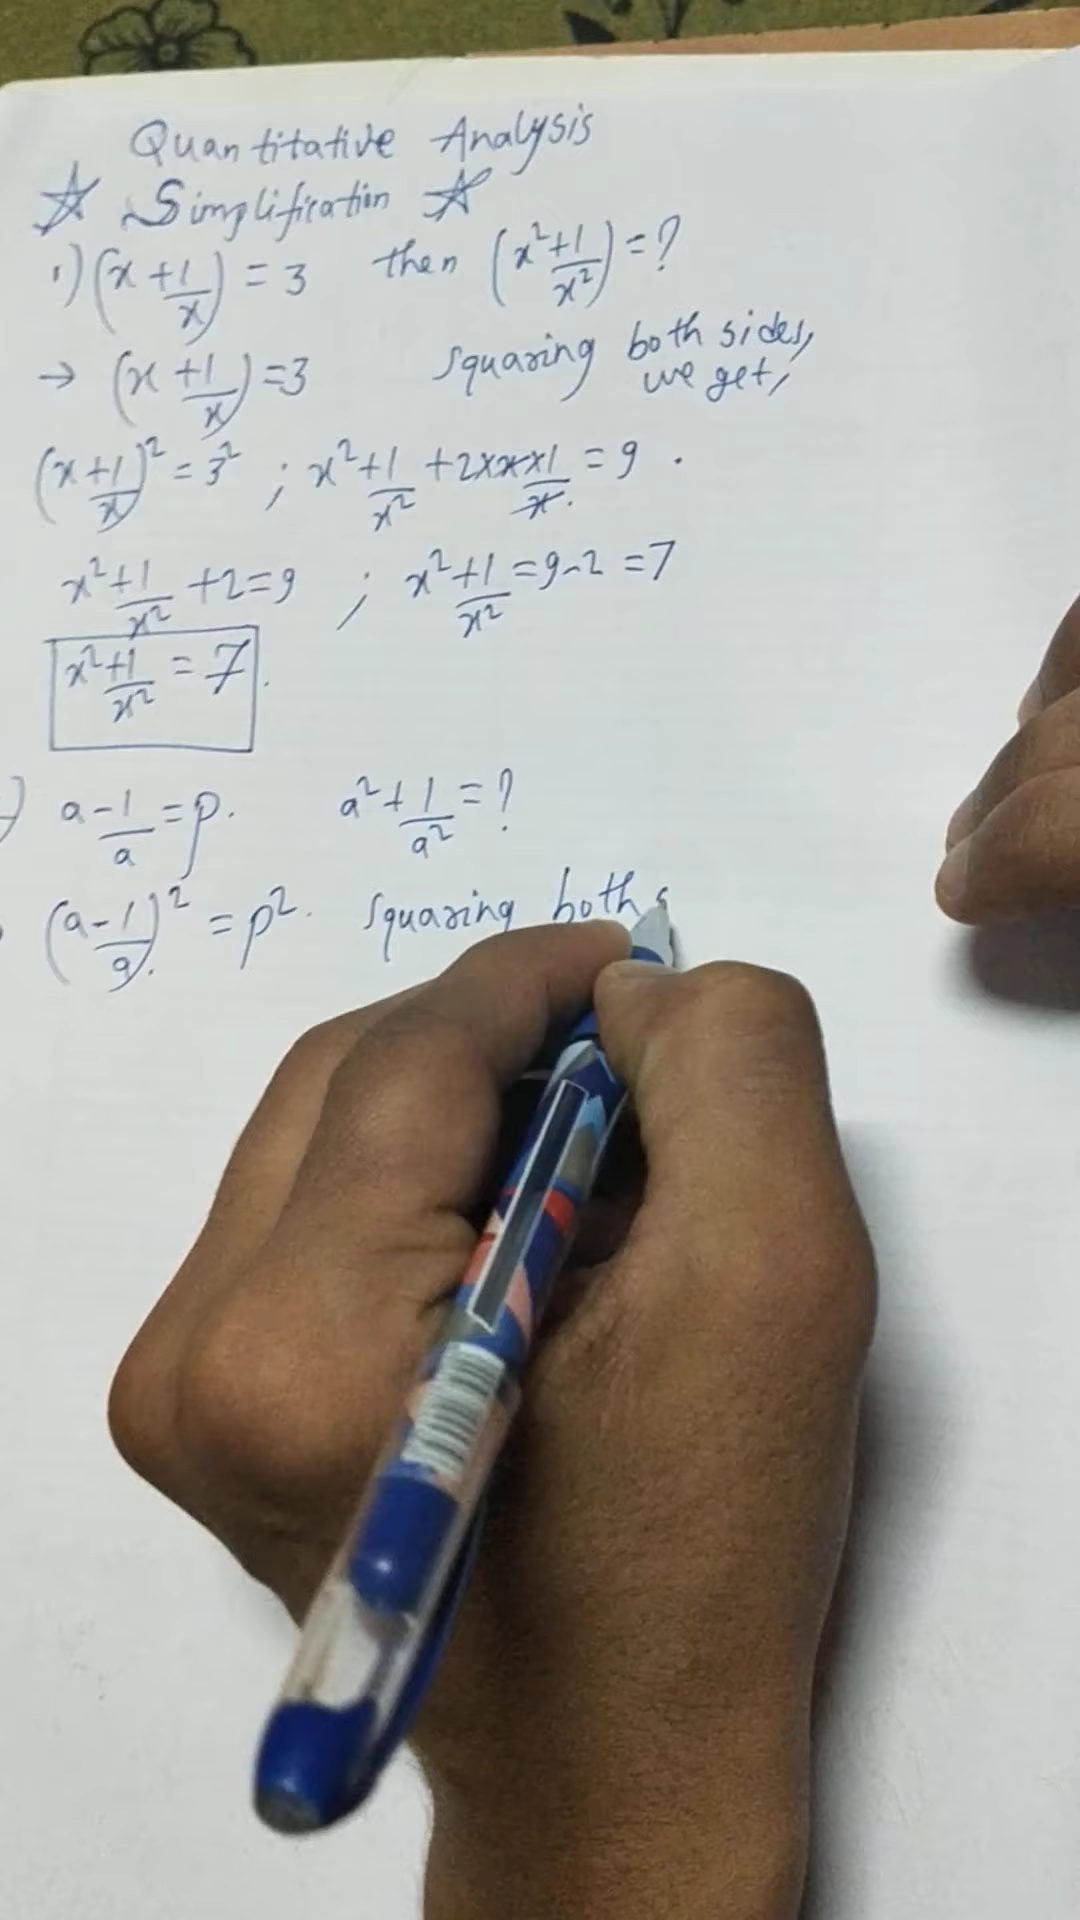 Quantitative Analysis
☆ Simplification ☆
1) (x + 1/x) = 3 then (x² + 1/x²) = ?
→ (x + 1/x) = 3 Squaring both sides,
we get,
(x + 1/x)² = 3² ; x² + 1/x² + 2 × x × 1/x = 9 .
x² + 1/x² + 2 = 9 ; x² + 1/x² = 9 - 2 = 7
x² + 1/x² = 7 .
a - 1/a = p. a² + 1/a² = ?
(a - 1/a)² = p². Squaring both s